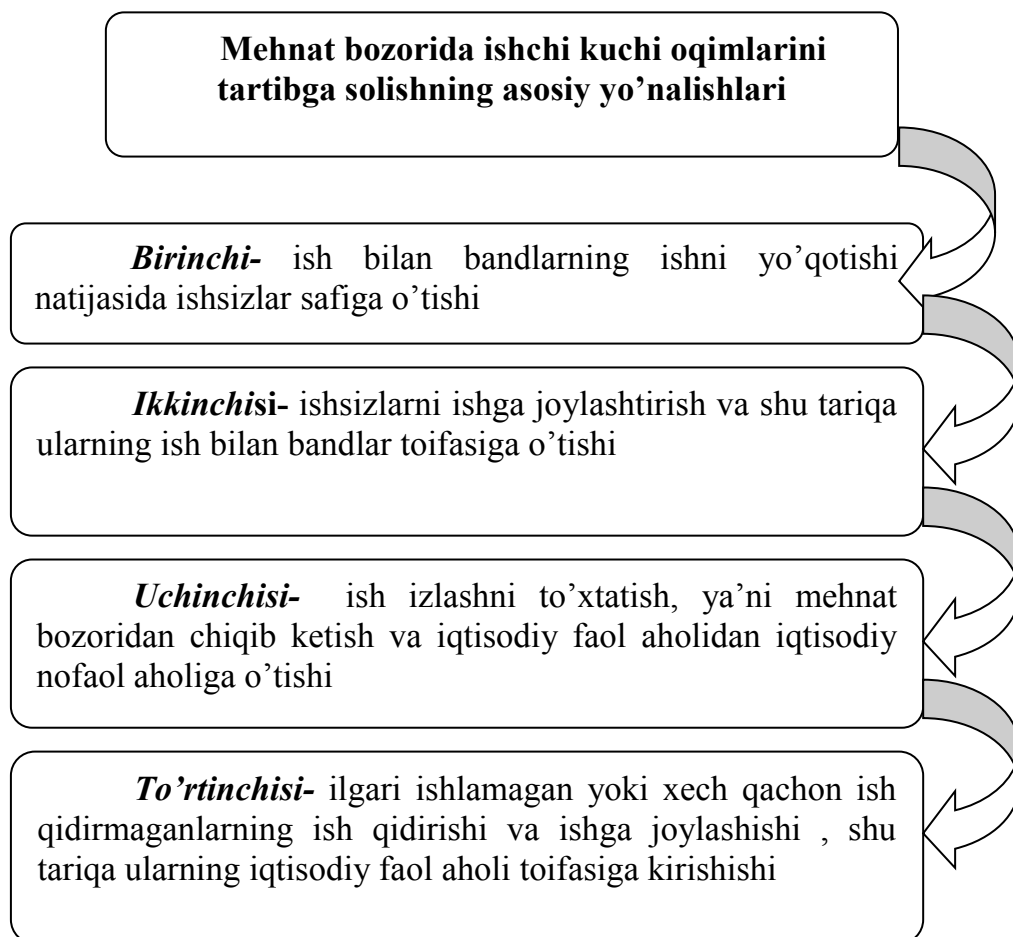 Mehnat bozorida ishchi kuchi oqimlarini
tartibga solishning asosiy yo’nalishlari
Birinchi- ish bilan bandlarning ishni yo’qotishi
natijasida ishsizlar safiga o’tishi
Ikkinchisi- ishsizlarni ishga joylashtirish va shu tariqa
ularning ish bilan bandlar toifasiga o’tishi
Uchinchisi- ish izlashni to’xtatish, ya’ni mehnat
bozoridan chiqib ketish va iqtisodiy faol aholidan iqtisodiy
nofaol aholiga o’tishi
To’rtinchisi- ilgari ishlamagan yoki xech qachon ish
qidirmaganlarning ish qidirishi va ishga joylashishi , shu
tariqa ularning iqtisodiy faol aholi toifasiga kirishishi